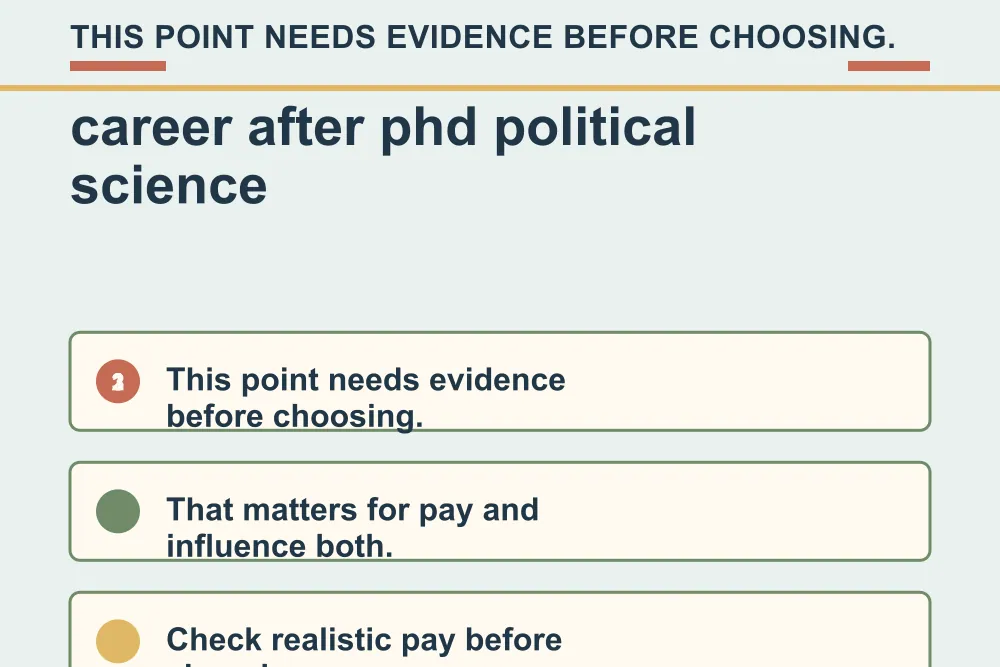 THIS POINT NEEDS EVIDENCE BEFORE CHOOSING.
career after phd political
science
This point needs evidence
before choosing.
That matters for pay and
influence both.
Check realistic pay before